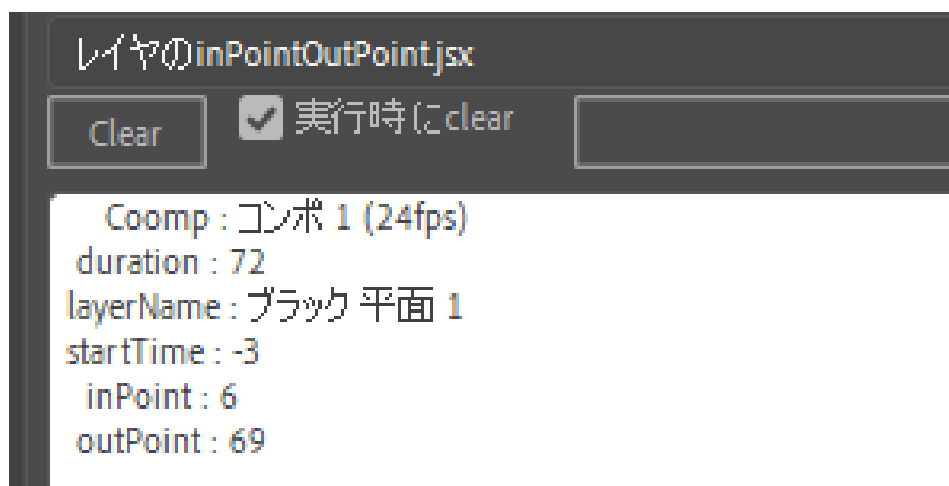 レイヤのinPointOutPoint.jsx
Clear
実行時にclear
Coomp : コンポ 1 (24fps)
duration : 72
layerName : ブラック 平面 1
startTime : -3
inPoint : 6
outPoint : 69